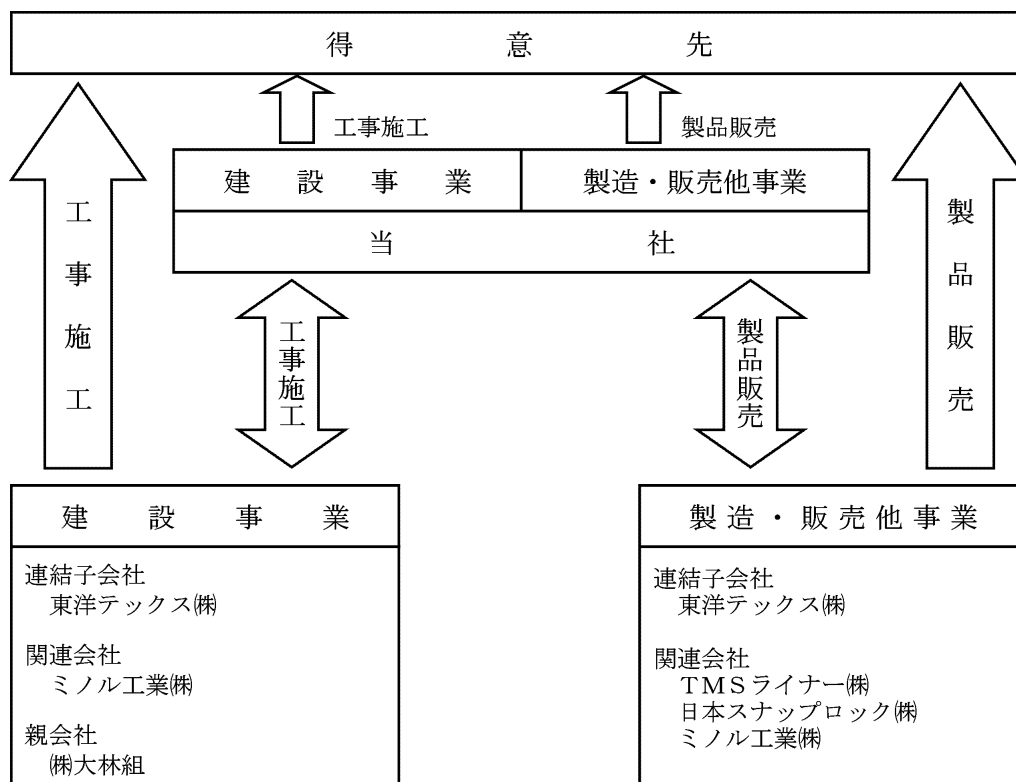 得意先
工事施工
製品販売
建設事業
製造・販売他事業
当社
工事施工
工事施工
製品販売
製品販売
建設事業
連結子会社
東洋テックス㈱
関連会社
ミノル工業㈱
親会社
㈱大林組
製造・販売他事業
連結子会社
東洋テックス㈱
関連会社
ＴＭＳライナー㈱
日本スナップロック㈱
ミノル工業㈱